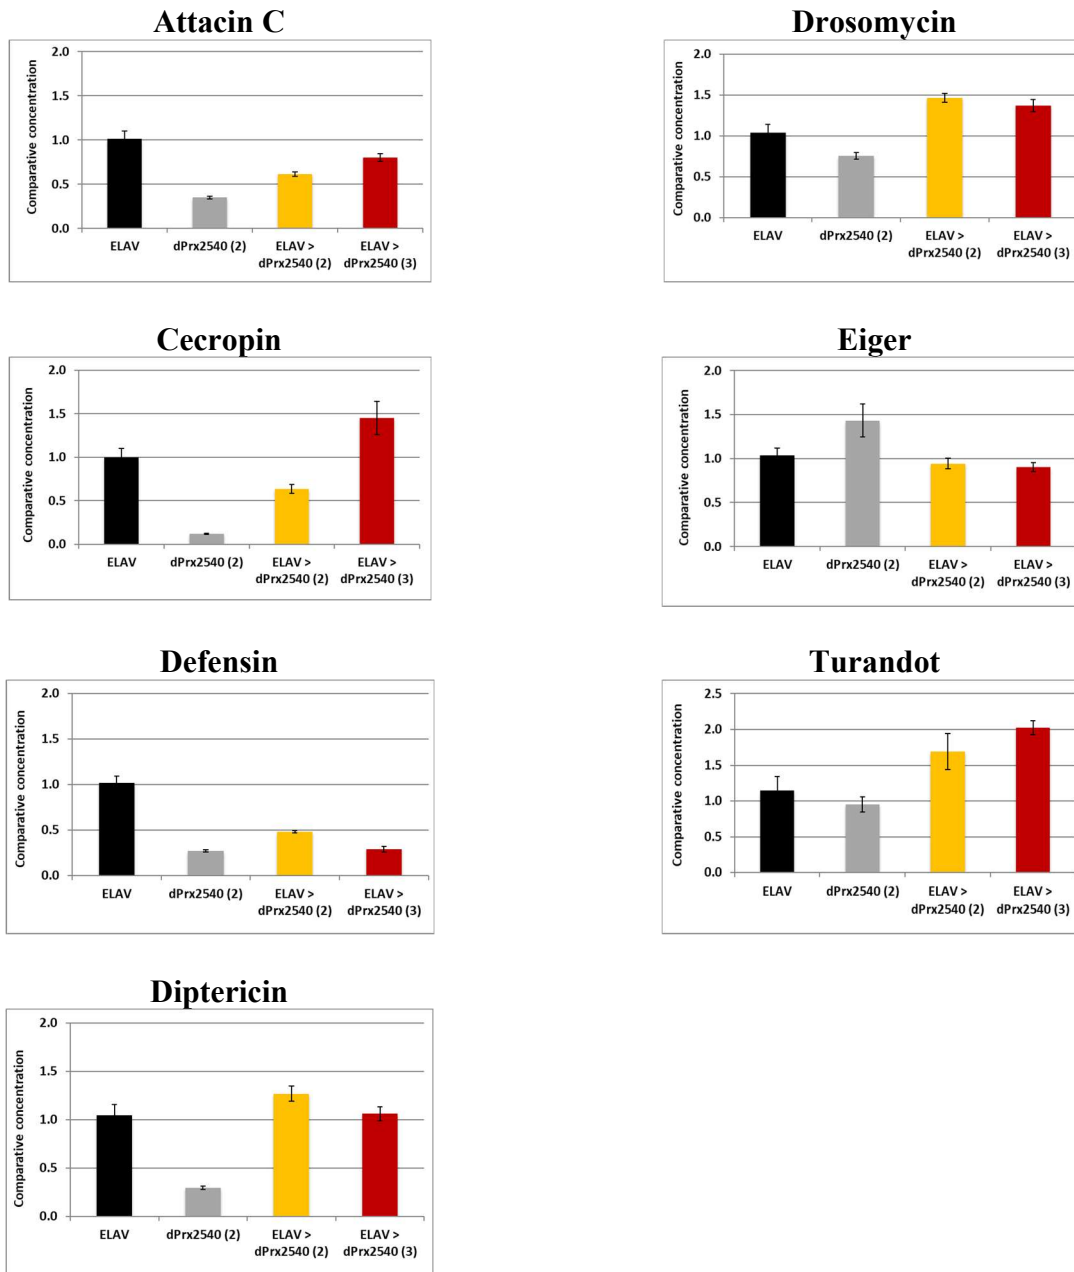 Attacin C
Comparative concentration
2.0
1.5
1.0
0.5
0.0
ELAV
dPrx2540 (2)
ELAV >
dPrx2540 (2)
ELAV >
dPrx2540 (3)
Drosomycin
Comparative concentration
2.0
1.5
1.0
0.5
0.0
ELAV
dPrx2540 (2)
ELAV >
dPrx2540 (2)
ELAV >
dPrx2540 (3)
Cecropin
Comparative concentration
2.0
1.5
1.0
0.5
0.0
ELAV
dPrx2540 (2)
ELAV >
dPrx2540 (2)
ELAV >
dPrx2540 (3)
Eiger
Comparative concentration
2.0
1.5
1.0
0.5
0.0
ELAV
dPrx2540 (2)
ELAV >
dPrx2540 (2)
ELAV >
dPrx2540 (3)
Defensin
Comparative concentration
2.0
1.5
1.0
0.5
0.0
ELAV
dPrx2540 (2)
ELAV >
dPrx2540 (2)
ELAV >
dPrx2540 (3)
Turandot
Comparative concentration
2.5
2.0
1.5
1.0
0.5
0.0
ELAV
dPrx2540 (2)
ELAV >
dPrx2540 (2)
ELAV >
dPrx2540 (3)
Diptericin
Comparative concentration
2.0
1.5
1.0
0.5
0.0
ELAV
dPrx2540 (2)
ELAV >
dPrx2540 (2)
ELAV >
dPrx2540 (3)